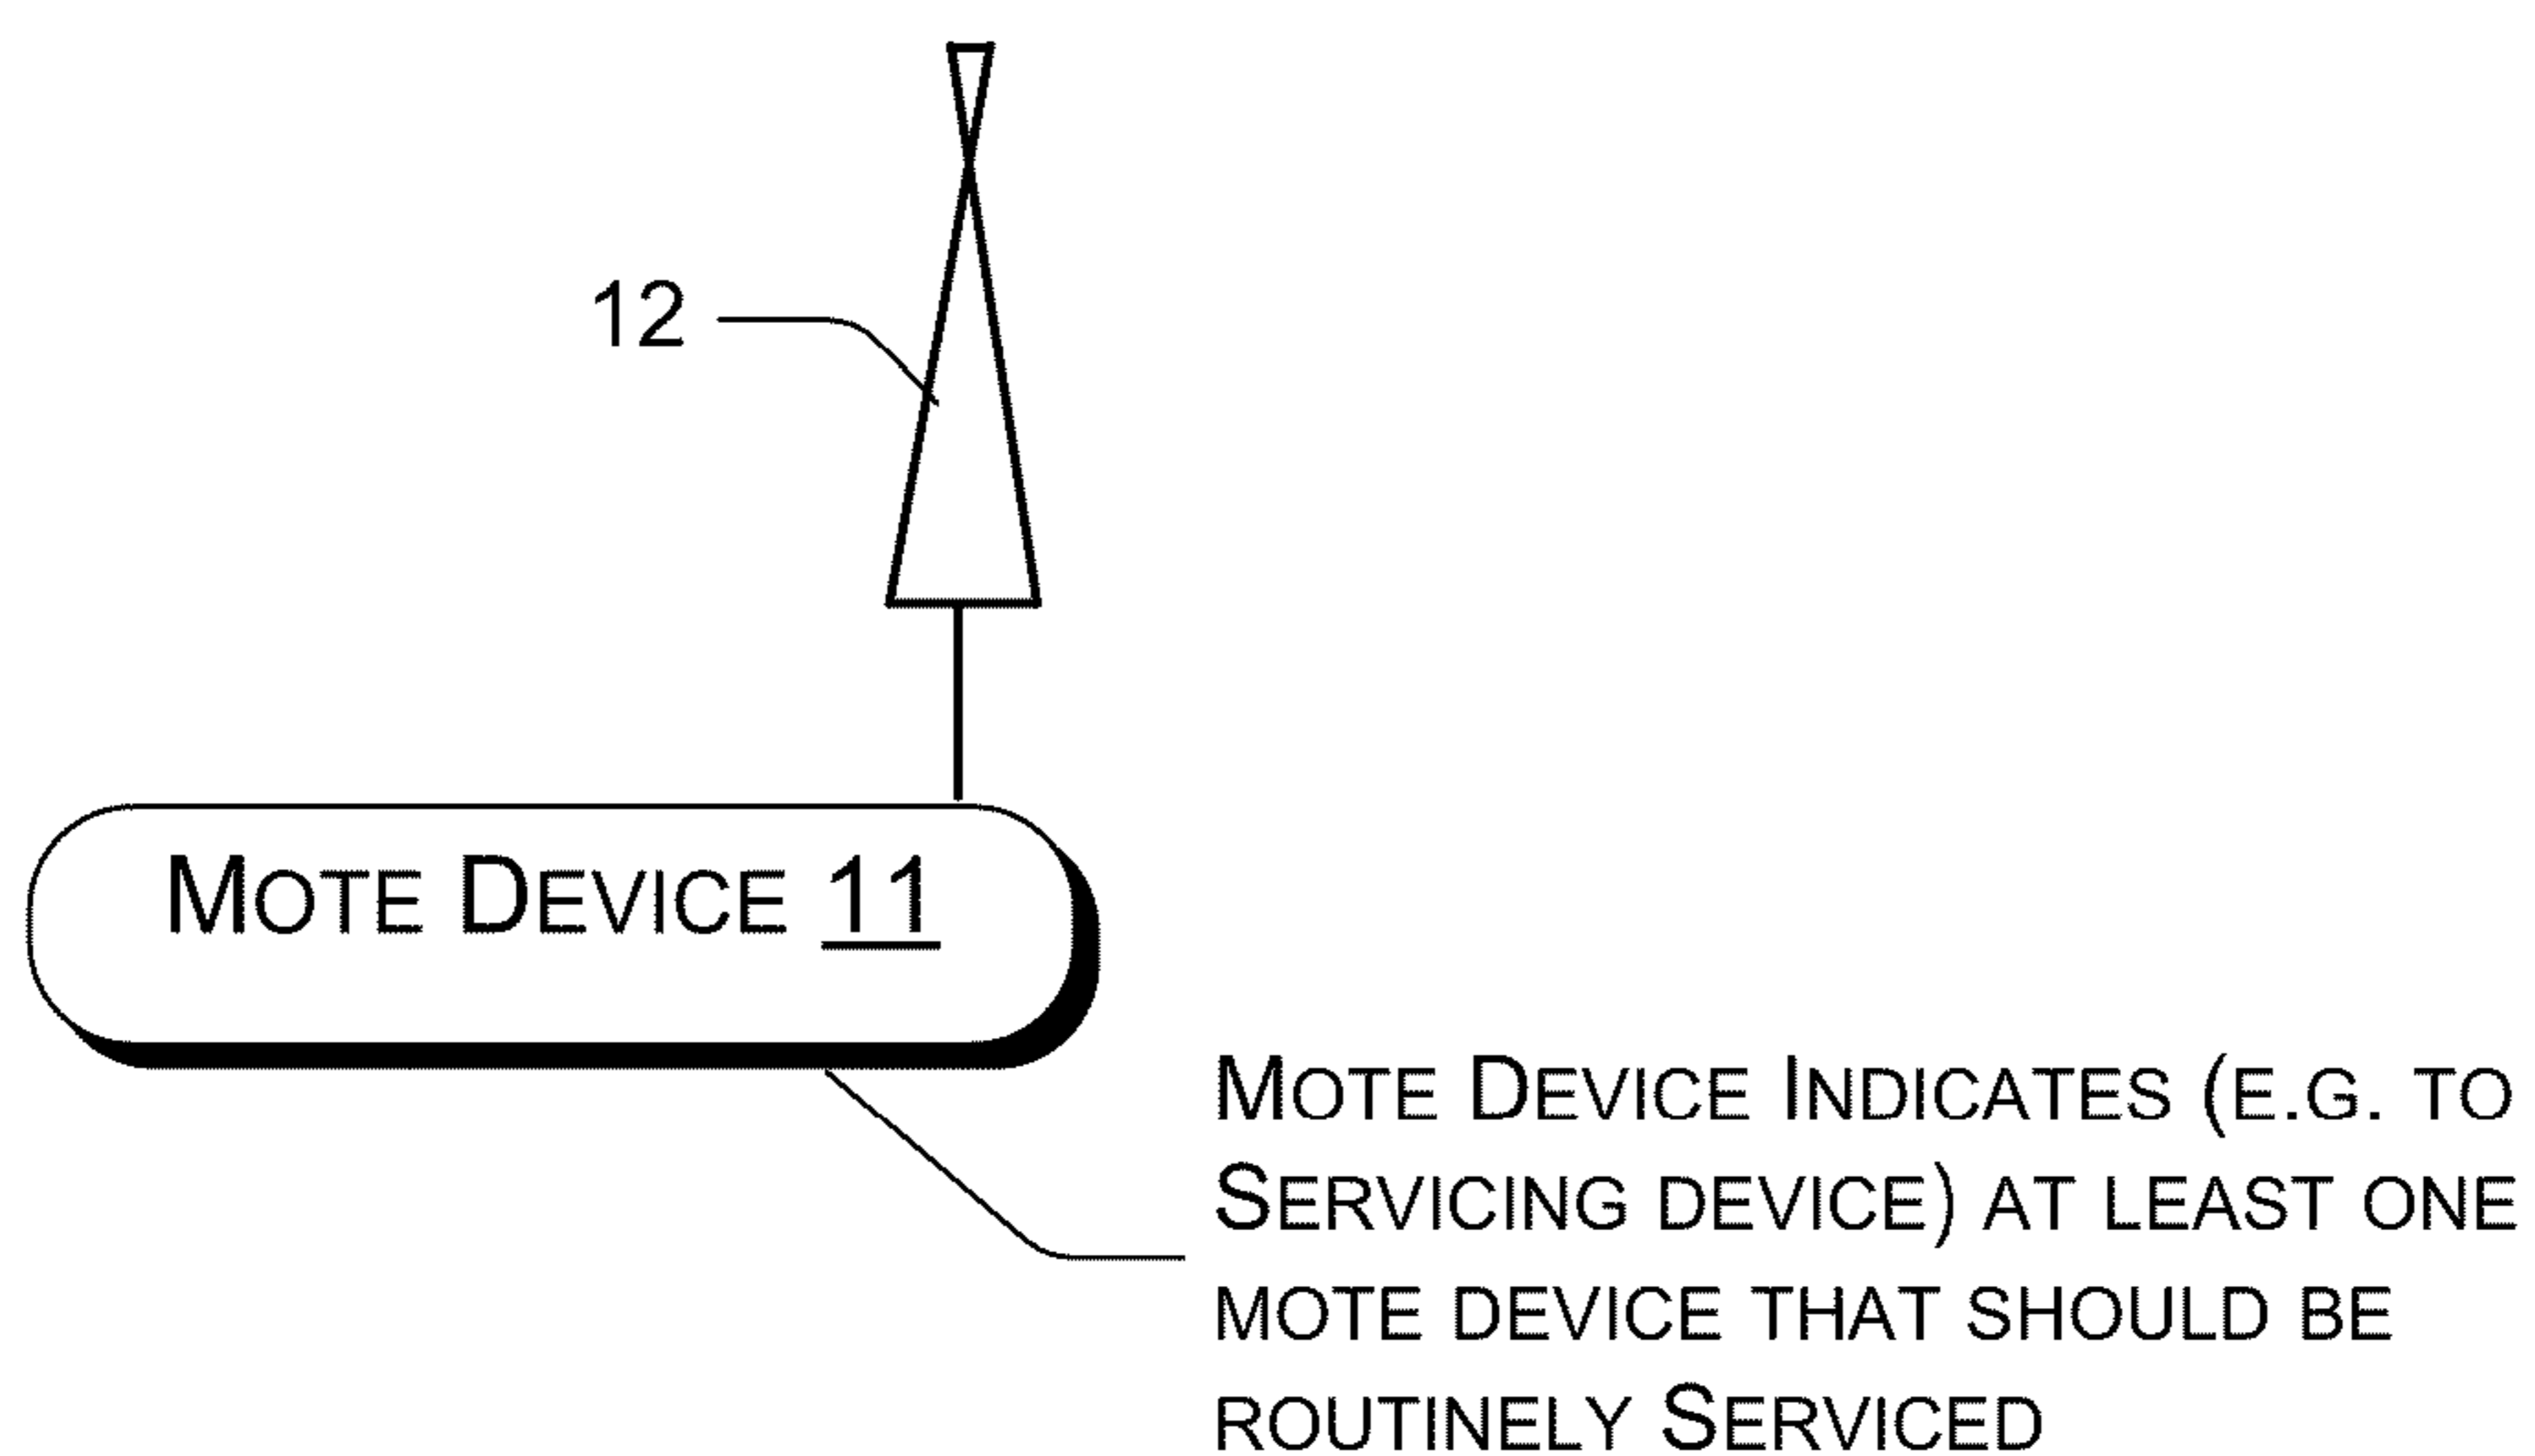 12
MOTE DEVICE 11
MOTE DEVICE INDICATES (E.G. TO
SERVICING DEVICE) AT LEAST ONE
MOTE DEVICE THAT SHOULD BE
ROUTINELY SERVICED